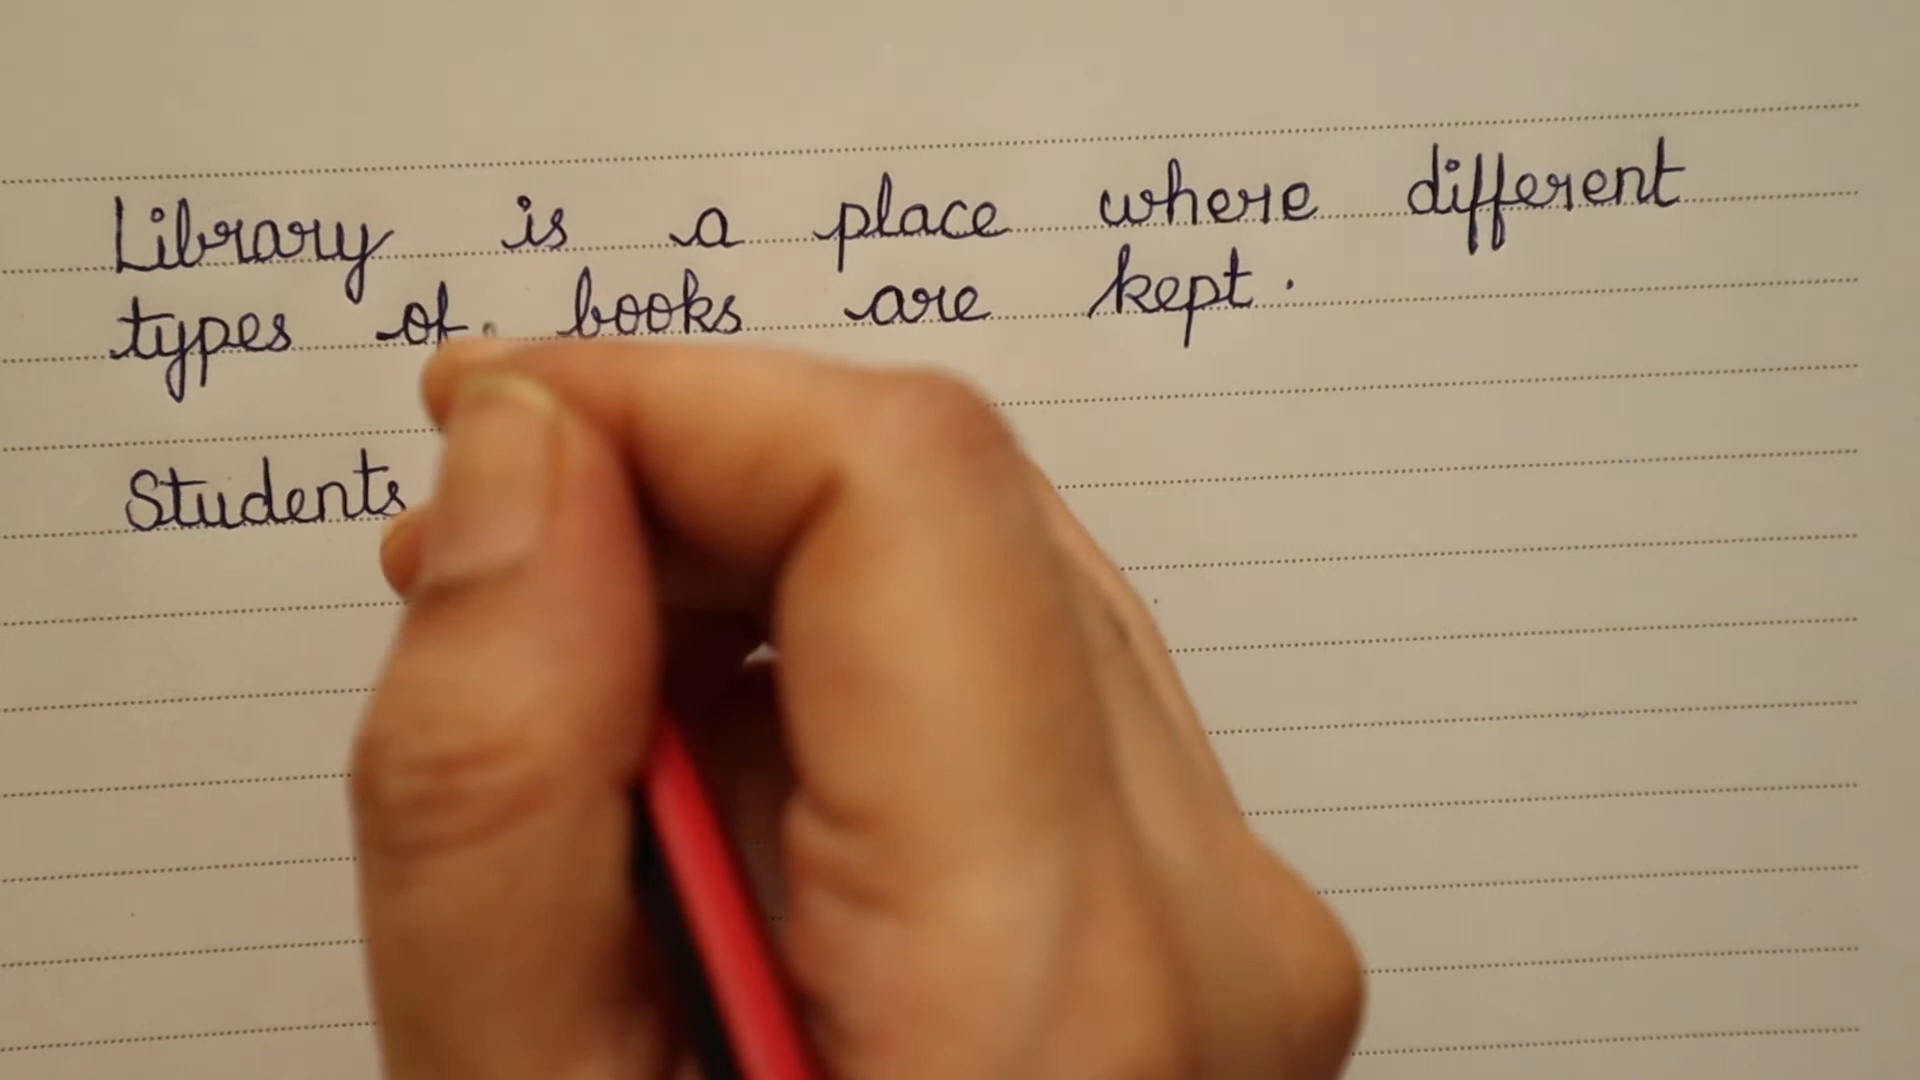 Library is a place where different
types of books are kept.
Students